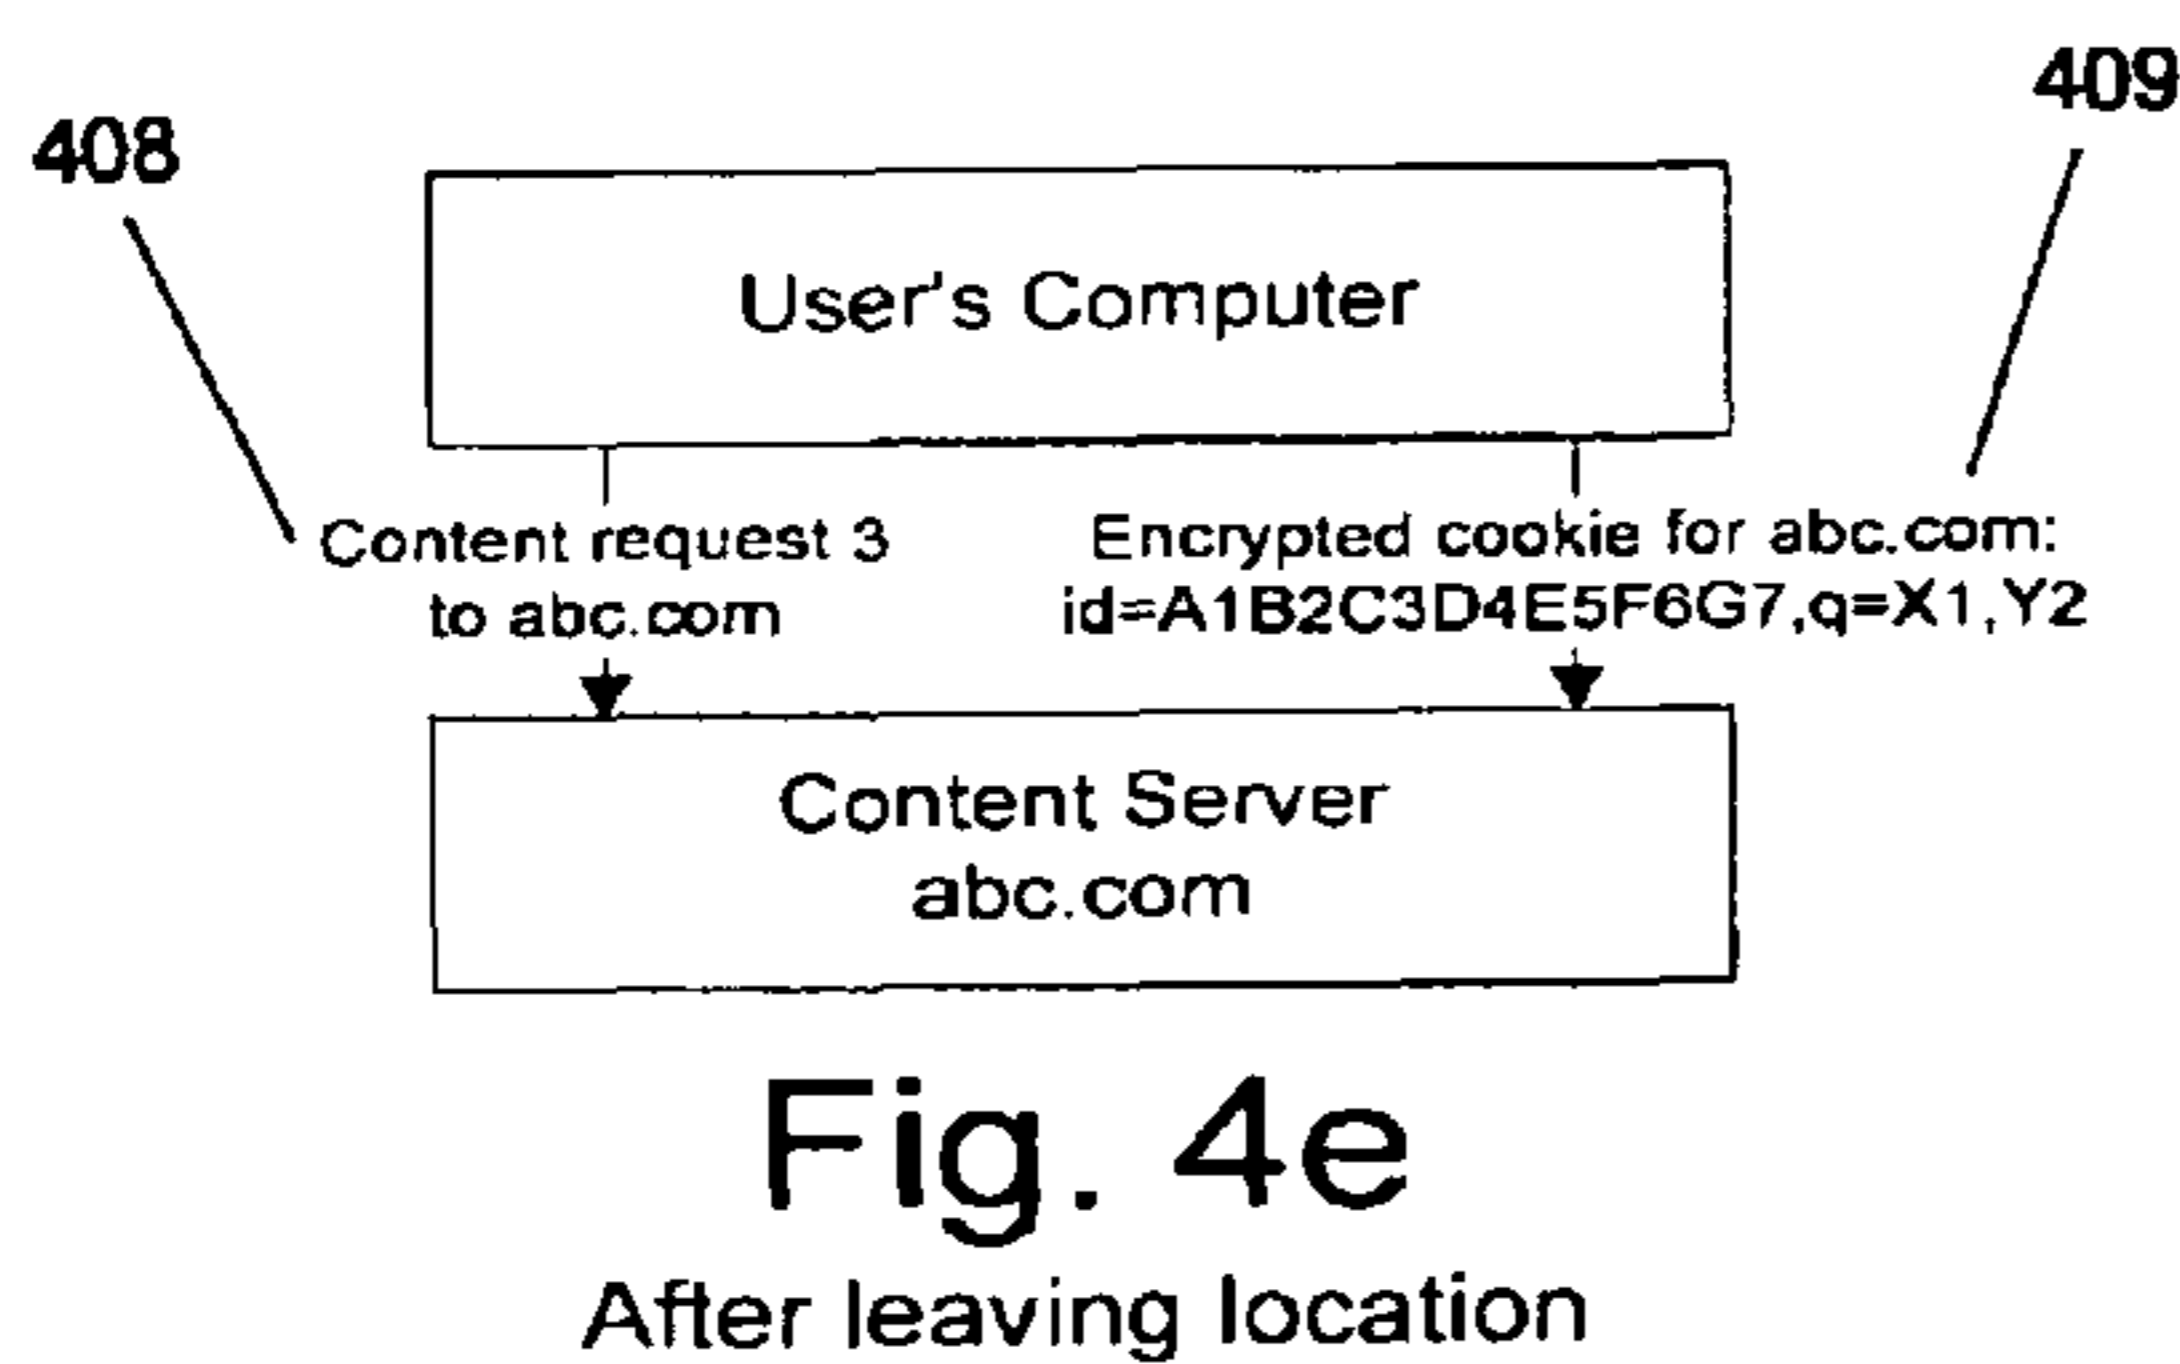 408
409
User's Computer
Content request 3
to abc.com
Encrypted cookie for abc.com:
id=A1B2C3D4E5F6G7,q=X1,Y2
Content Server
abc.com
Fig. 4e
After leaving location